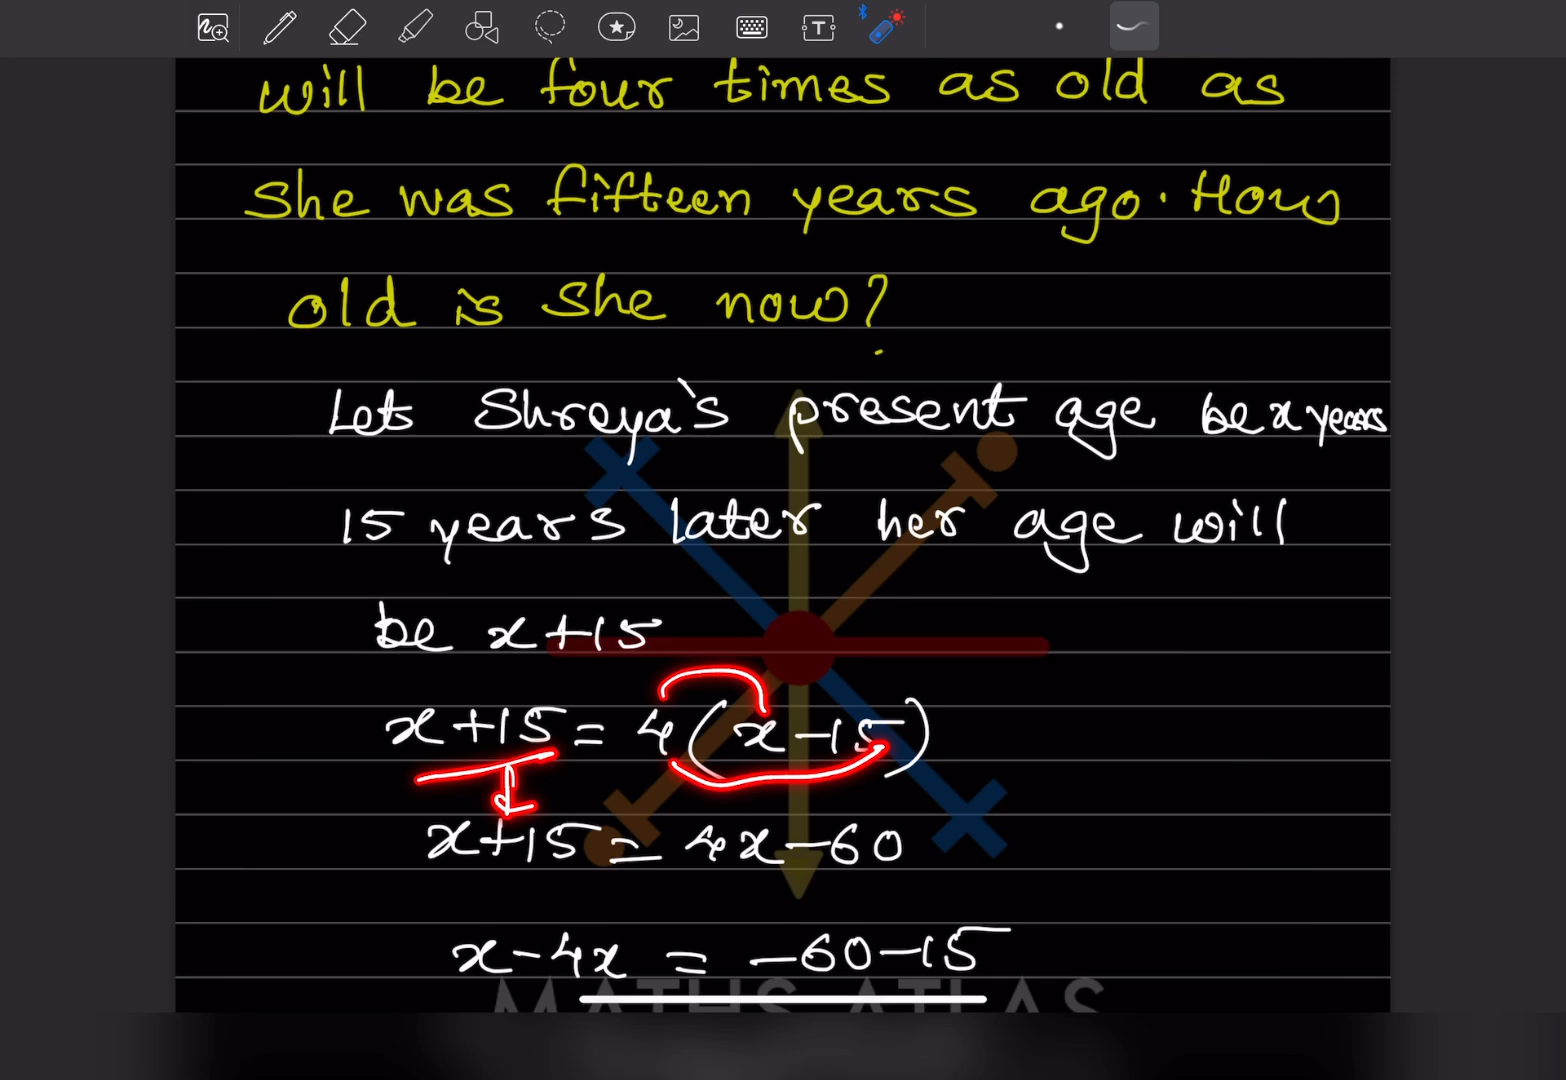 will be four times as old as
she was fifteen years ago. How
old is she now?
Lets Shreya's present age be x years
15 years later her age will
be x+15
x+15 = 4(x-15)
x+15 = 4x-60
x-4x = -60-15
MATHS ATLAS